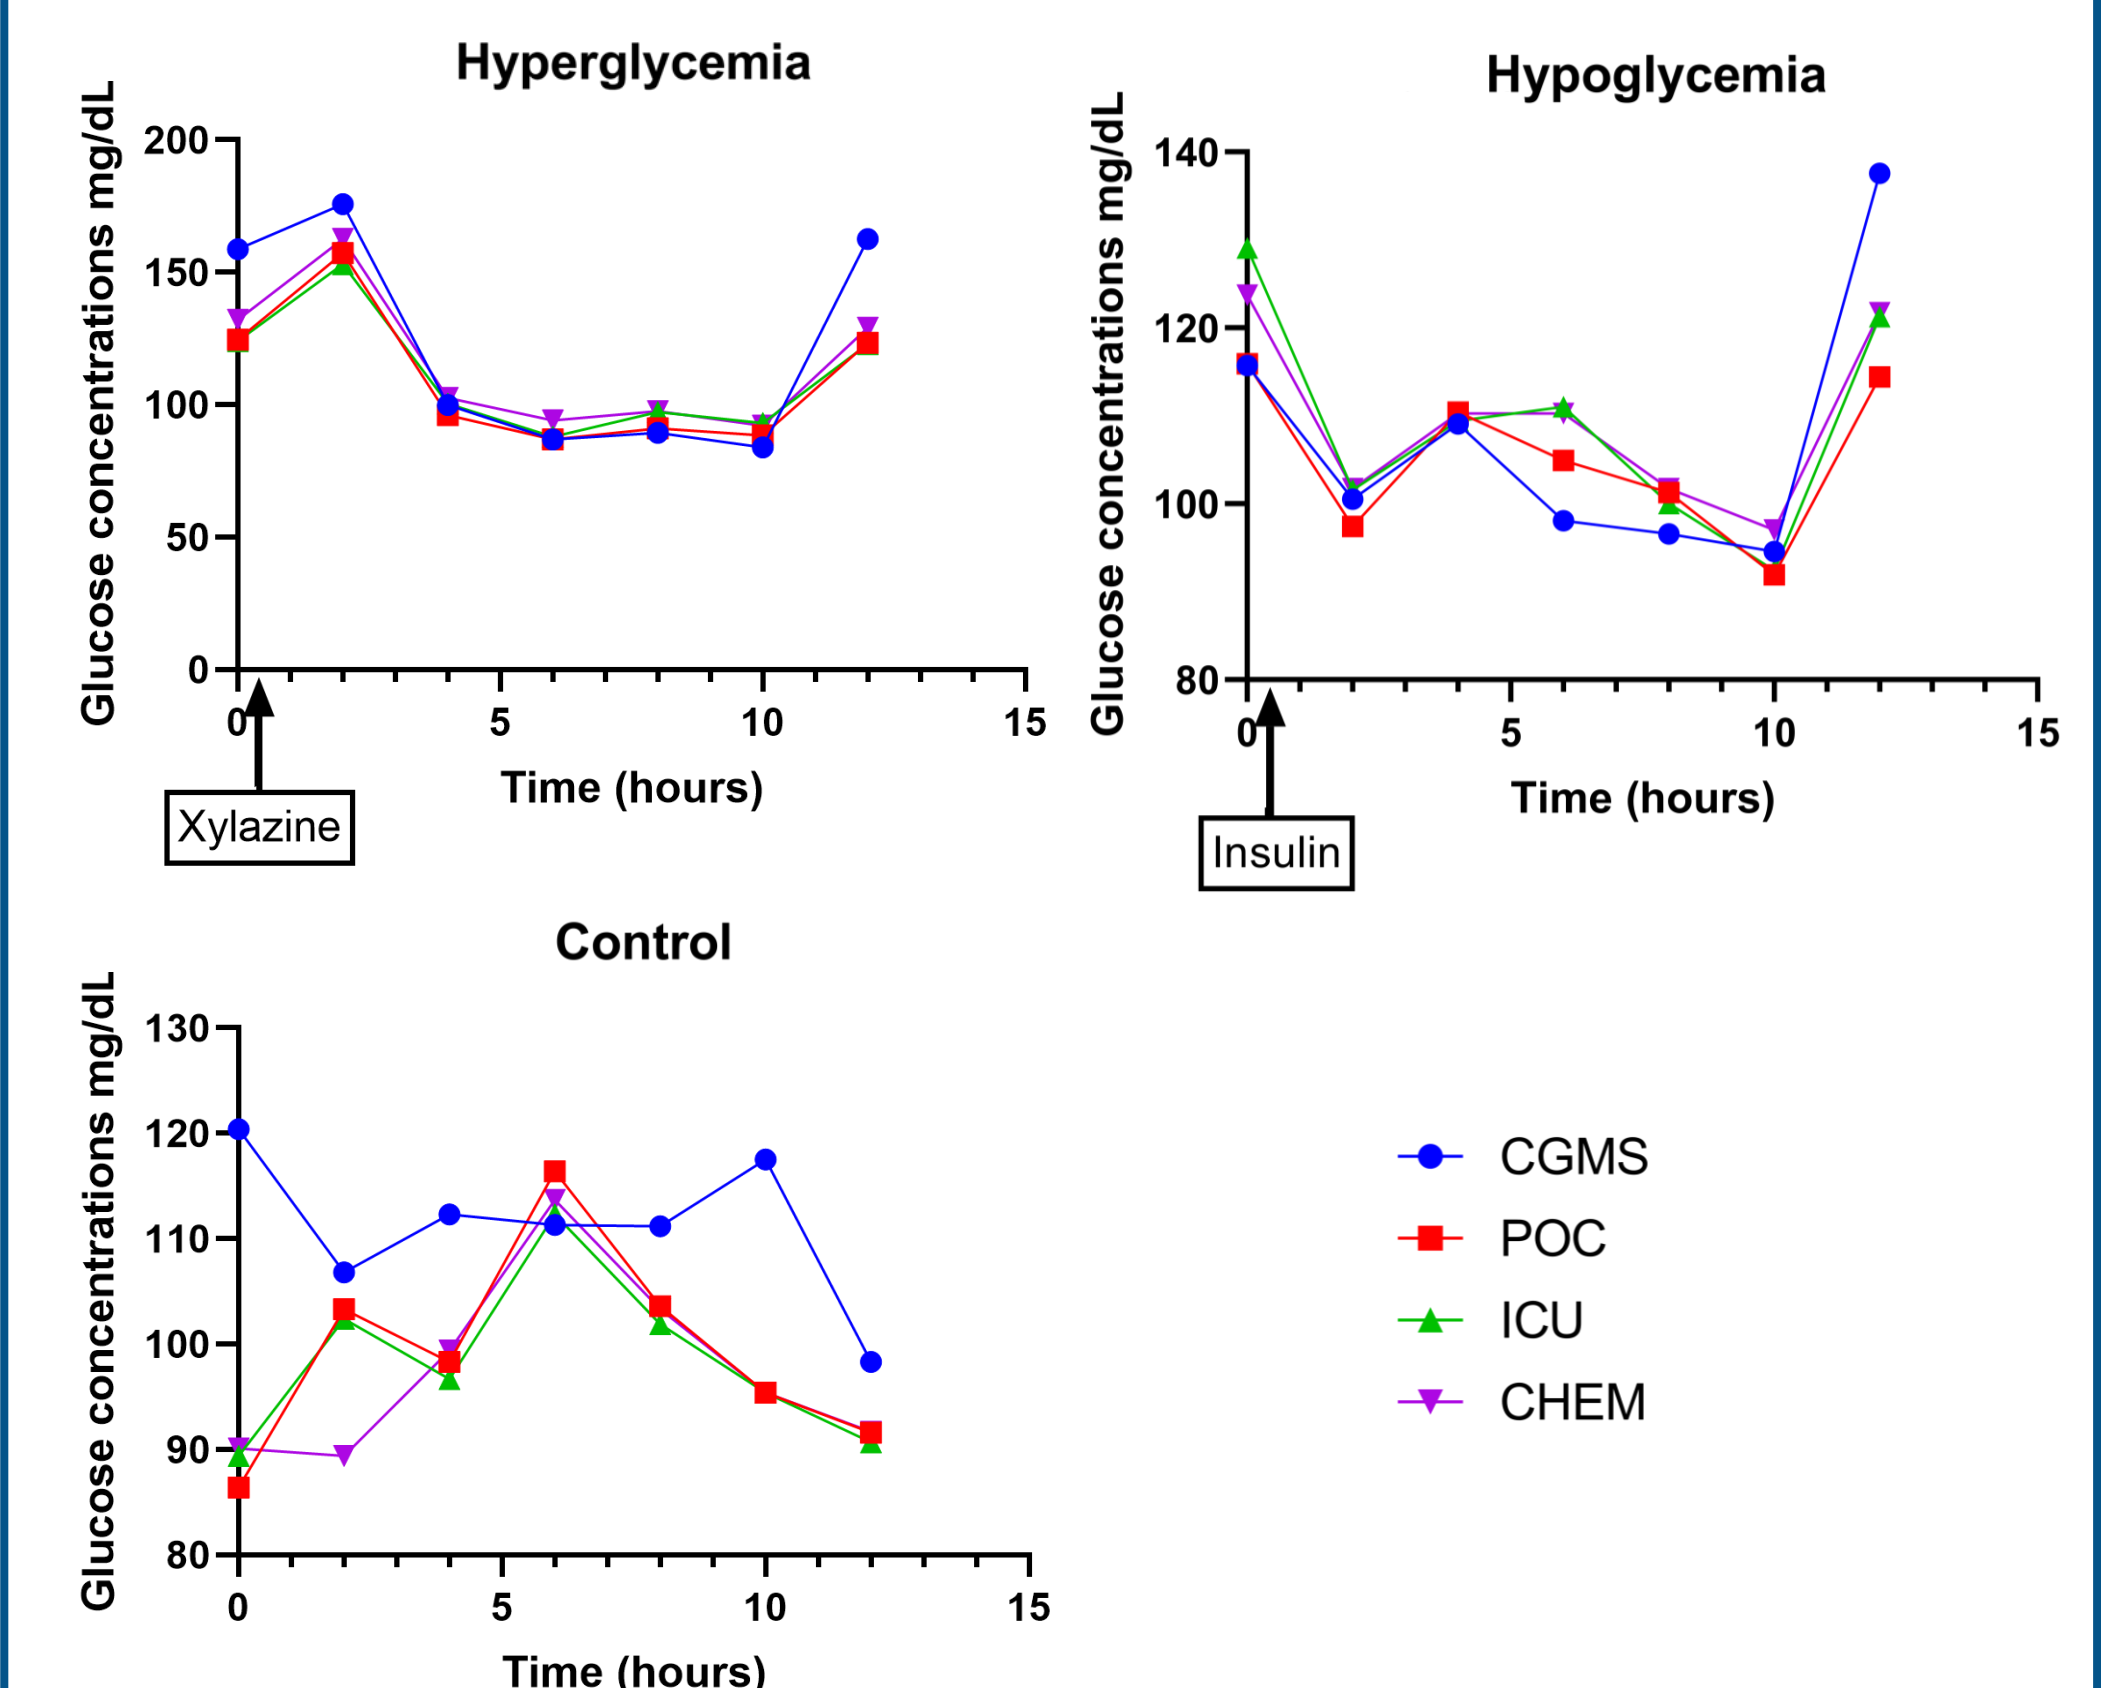 Hyperglycemia
Glucose concentrations mg/dL
200
150
100
50
0
0 5 10 15
Time (hours)
Xylazine
Hypoglycemia
Glucose concentrations mg/dL
140
120
100
80
0 5 10 15
Time (hours)
Insulin
Control
Glucose concentrations mg/dL
130
120
110
100
90
80
0 5 10 15
Time (hours)
CGMS
POC
ICU
CHEM